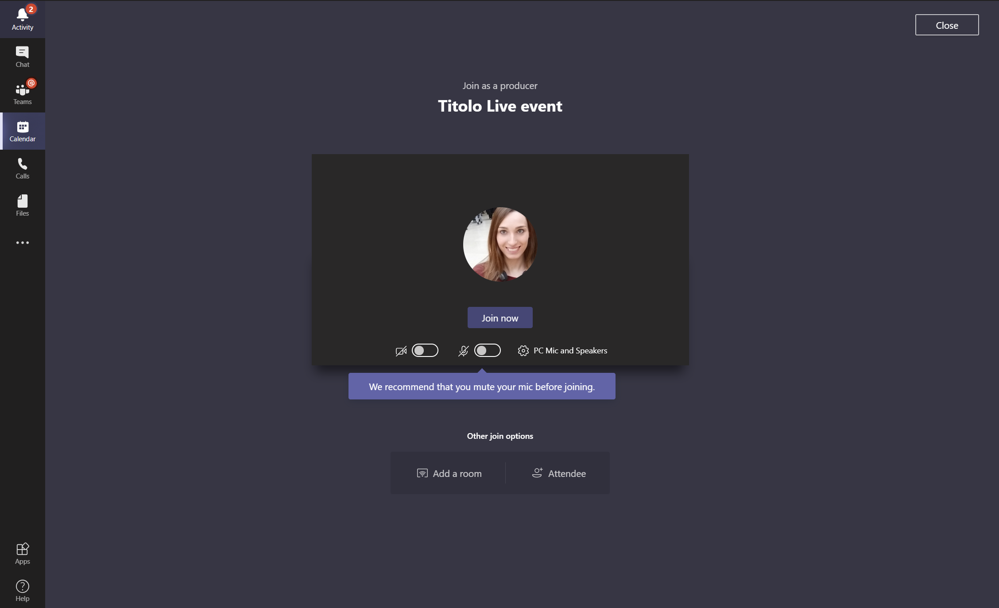 2
Activity
Chat
@
Teams
Calendar
Calls
Files
Apps
Help
Close
Join as a producer
Titolo Live event
Join now
PC Mic and Speakers
We recommend that you mute your mic before joining.
Other join options
Add a room
Attendee